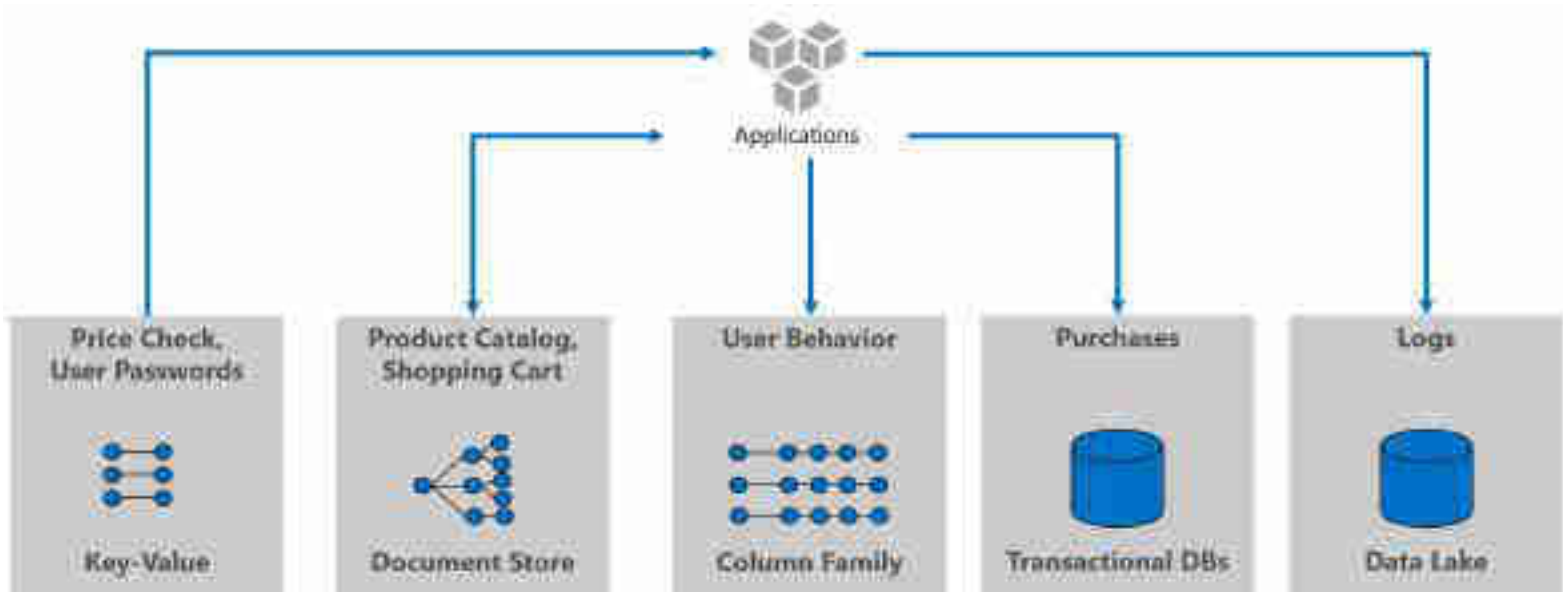 Applications
Price Check,
User Passwords
Key-Value
Product Catalog,
Shopping Cart
Document Store
User Behavior
Column Family
Purchases
Transactional DBs
Logs
Data Lake